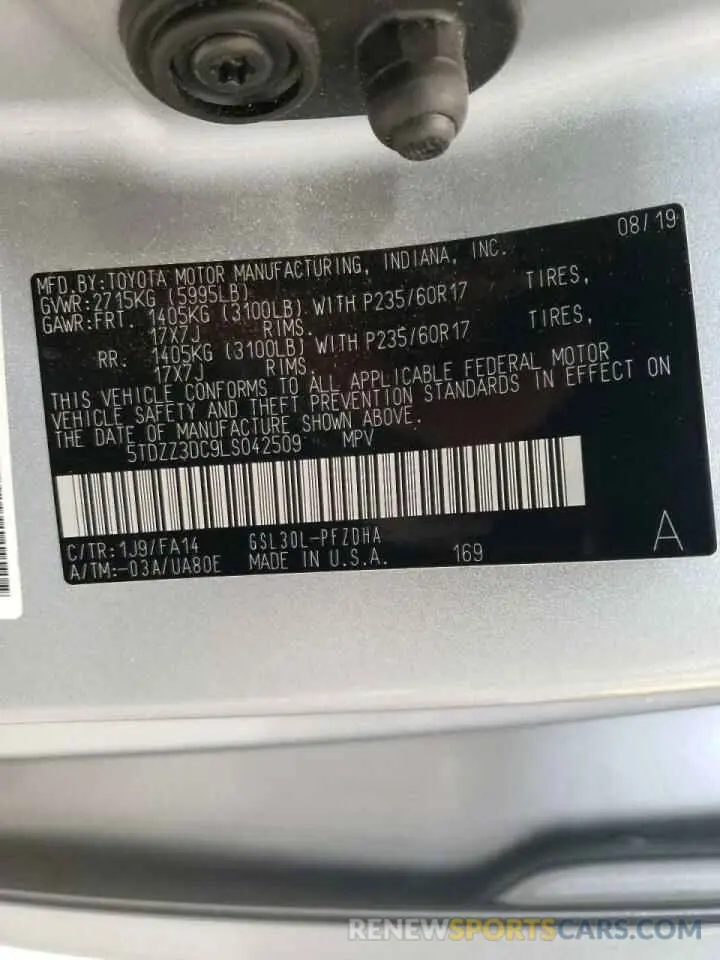 08/19
MFD.BY:TOYOTA MOTOR MANUFACTURING, INDIANA, INC.
GVWR:2715KG (5995LB)
GAWR:FRT. 1405KG (3100LB) WITH P235/60R17 TIRES,
17X7J RIMS.
RR. 1405KG (3100LB) WITH P235/60R17 TIRES,
17X7J RIMS.
THIS VEHICLE CONFORMS TO ALL APPLICABLE FEDERAL MOTOR
VEHICLE SAFETY AND THEFT PREVENTION STANDARDS IN EFFECT ON
THE DATE OF MANUFACTURE SHOWN ABOVE.
5TDZZ3DC9LS042509 MPV
C/TR:1J9/FA14 GSL30L-PFZDHA
A/TM:-03A/UA80E MADE IN U.S.A. 169 A
RENEWSPORTSCARS.COM